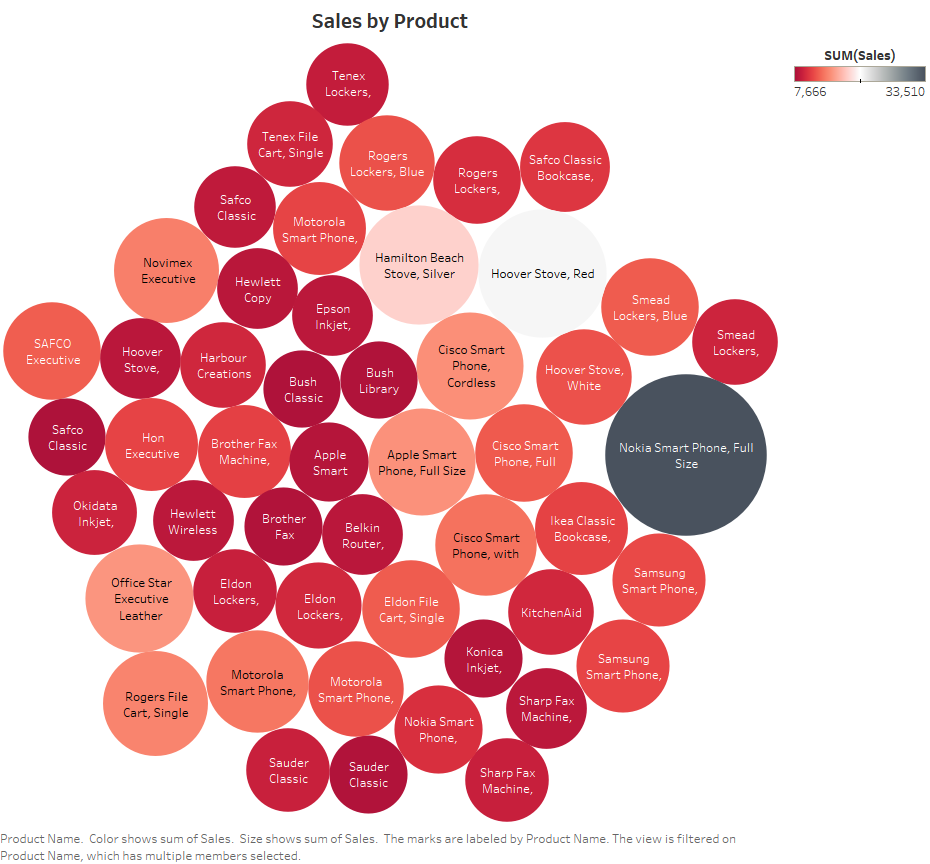 Sales by Product
SUM(Sales)
7,666
33,510
Tenex
Lockers,
Tenex File
Cart, Single
Rogers
Lockers, Blue
Rogers
Lockers,
Safco Classic
Bookcase,
Safco
Classic
Motorola
Smart Phone,
Hamilton Beach
Stove, Silver
Hoover Stove, Red
Novimex
Executive
Hewlett
Copy
Epson
Inkjet,
Smead
Lockers, Blue
Smead
Lockers,
SAFCO
Executive
Hoover
Stove,
Harbour
Creations
Bush
Classic
Bush
Library
Cisco Smart
Phone,
Cordless
Hoover Stove,
White
Safco
Classic
Hon
Executive
Brother Fax
Machine,
Apple
Smart
Apple Smart
Phone, Full Size
Cisco Smart
Phone, Full
Nokia Smart Phone, Full
Size
Okidata
Inkjet,
Hewlett
Wireless
Brother
Fax
Belkin
Router,
Cisco Smart
Phone, with
Ikea Classic
Bookcase,
Office Star
Executive
Leather
Eldon
Lockers,
Eldon
Lockers,
Eldon File
Cart, Single
KitchenAid
Samsung
Smart Phone,
Konica
Inkjet,
Samsung
Smart Phone,
Rogers File
Cart, Single
Motorola
Smart Phone,
Motorola
Smart Phone,
Nokia Smart
Phone,
Sharp Fax
Machine,
Sauder
Classic
Sauder
Classic
Sharp Fax
Machine,
Product Name.  Color shows sum of Sales.  Size shows sum of Sales.  The marks are labeled by Product Name. The view is filtered on
Product Name, which has multiple members selected.